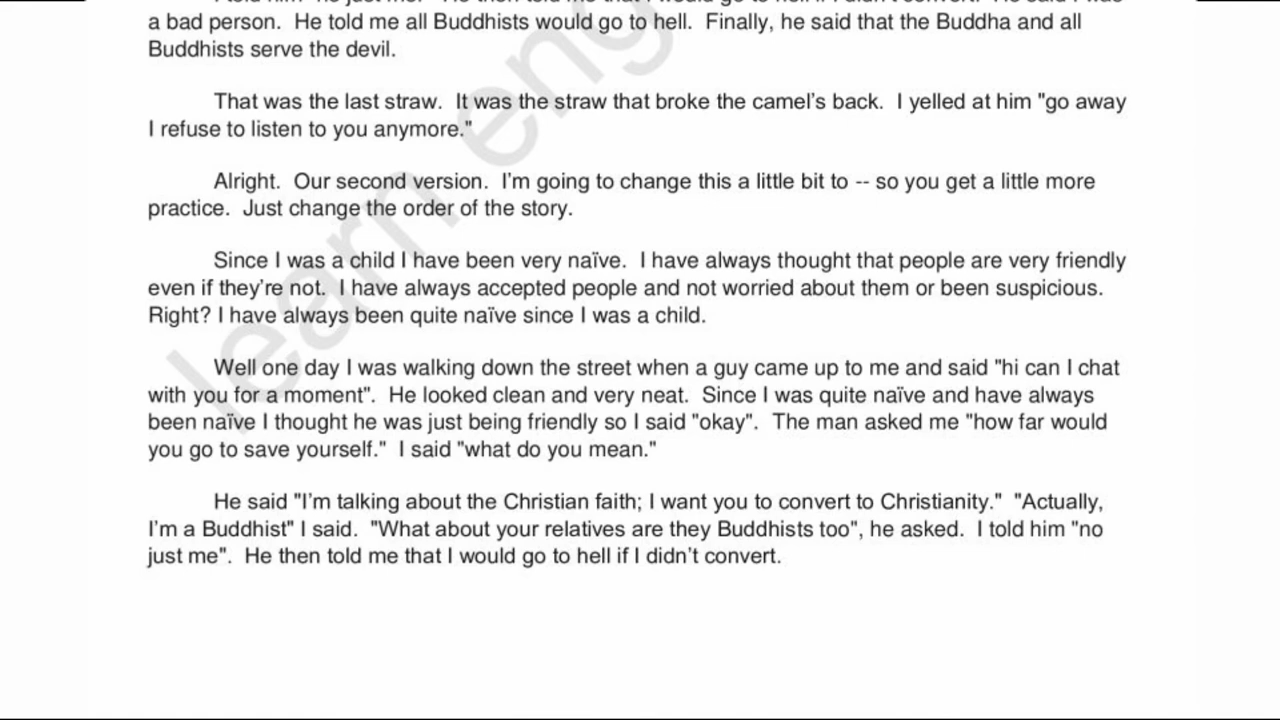 a bad person. He told me all Buddhists would go to hell. Finally, he said that the Buddha and all
Buddhists serve the devil.
That was the last straw. It was the straw that broke the camel's back. I yelled at him "go away
I refuse to listen to you anymore."
Alright. Our second version. I'm going to change this a little bit to -- so you get a little more
practice. Just change the order of the story.
Since I was a child I have been very naïve. I have always thought that people are very friendly
even if they're not. I have always accepted people and not worried about them or been suspicious.
Right? I have always been quite naïve since I was a child.
Well one day I was walking down the street when a guy came up to me and said "hi can I chat
with you for a moment". He looked clean and very neat. Since I was quite naïve and have always
been naïve I thought he was just being friendly so I said "okay". The man asked me "how far would
you go to save yourself." I said "what do you mean."
He said "I'm talking about the Christian faith; I want you to convert to Christianity." "Actually,
I'm a Buddhist" I said. "What about your relatives are they Buddhists too", he asked. I told him "no
just me". He then told me that I would go to hell if I didn't convert.
learn eng